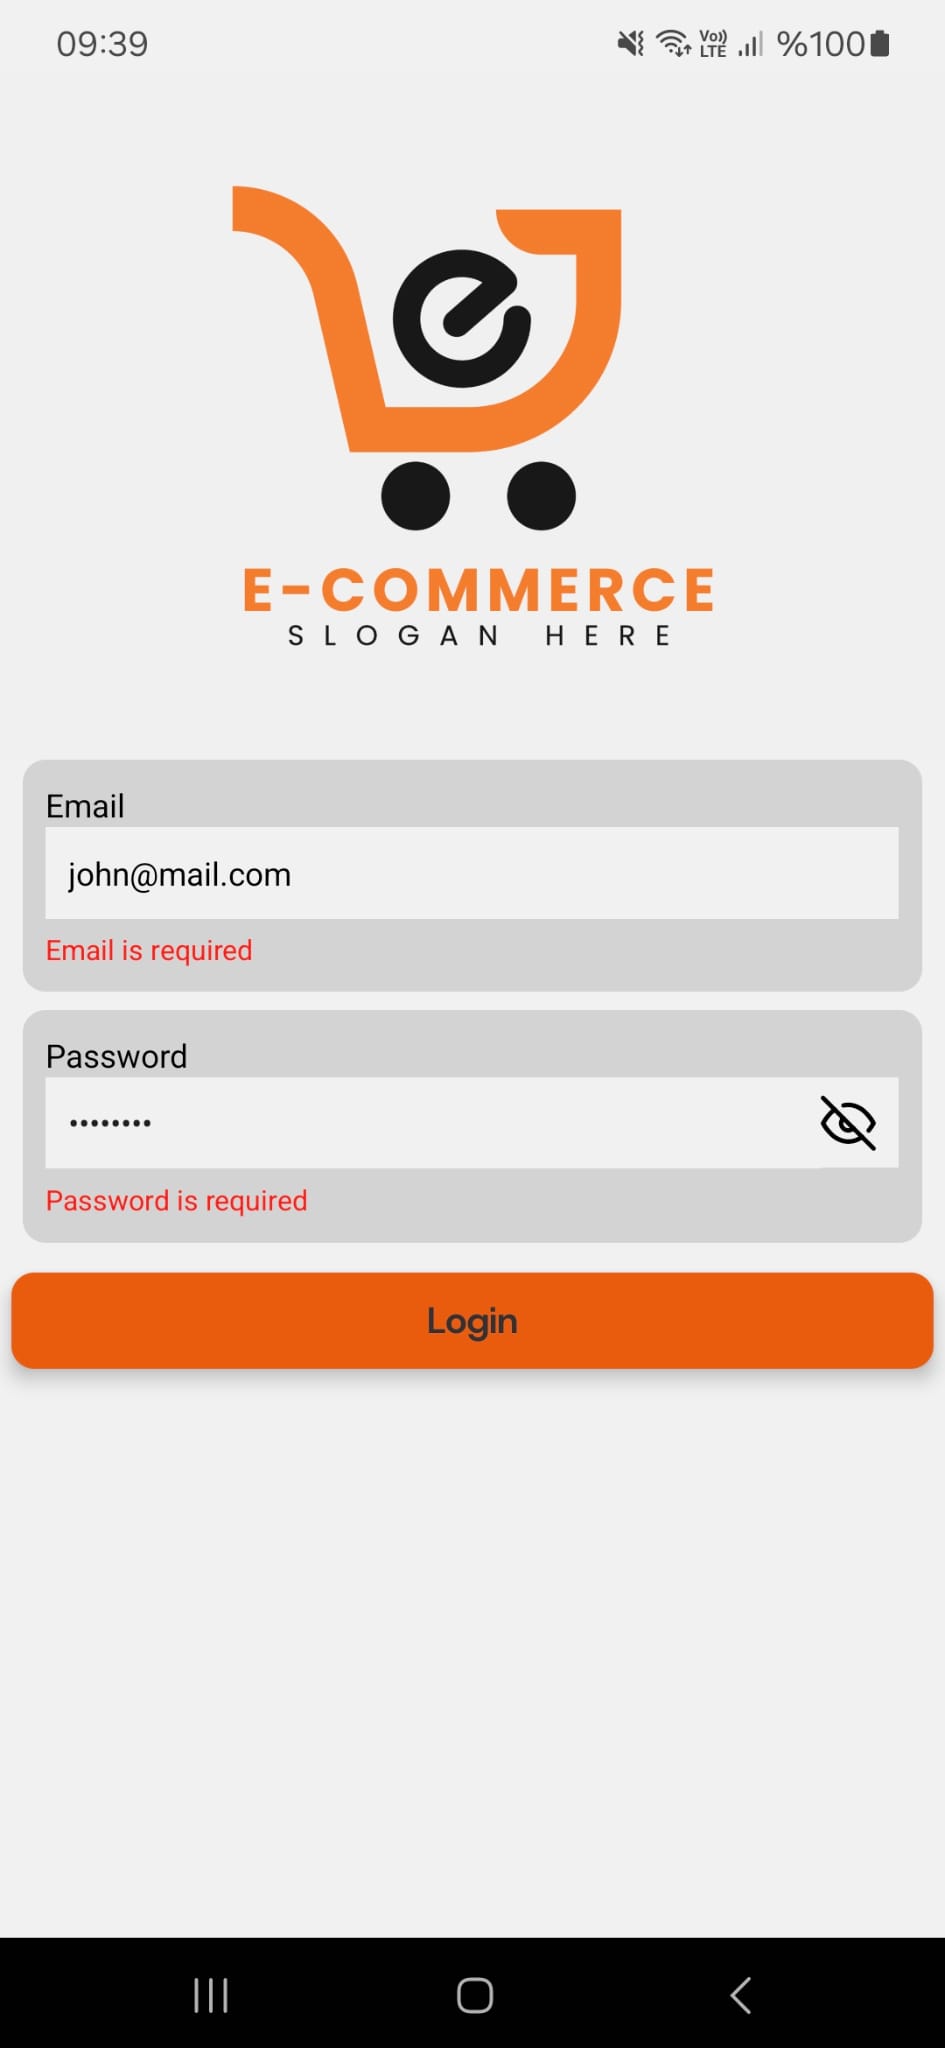 09:39
Vo))
LTE
%100
e
E-COMMERCE
SLOGAN HERE
Email
john@mail.com
Email is required
Password
••••••••
Password is required
Login